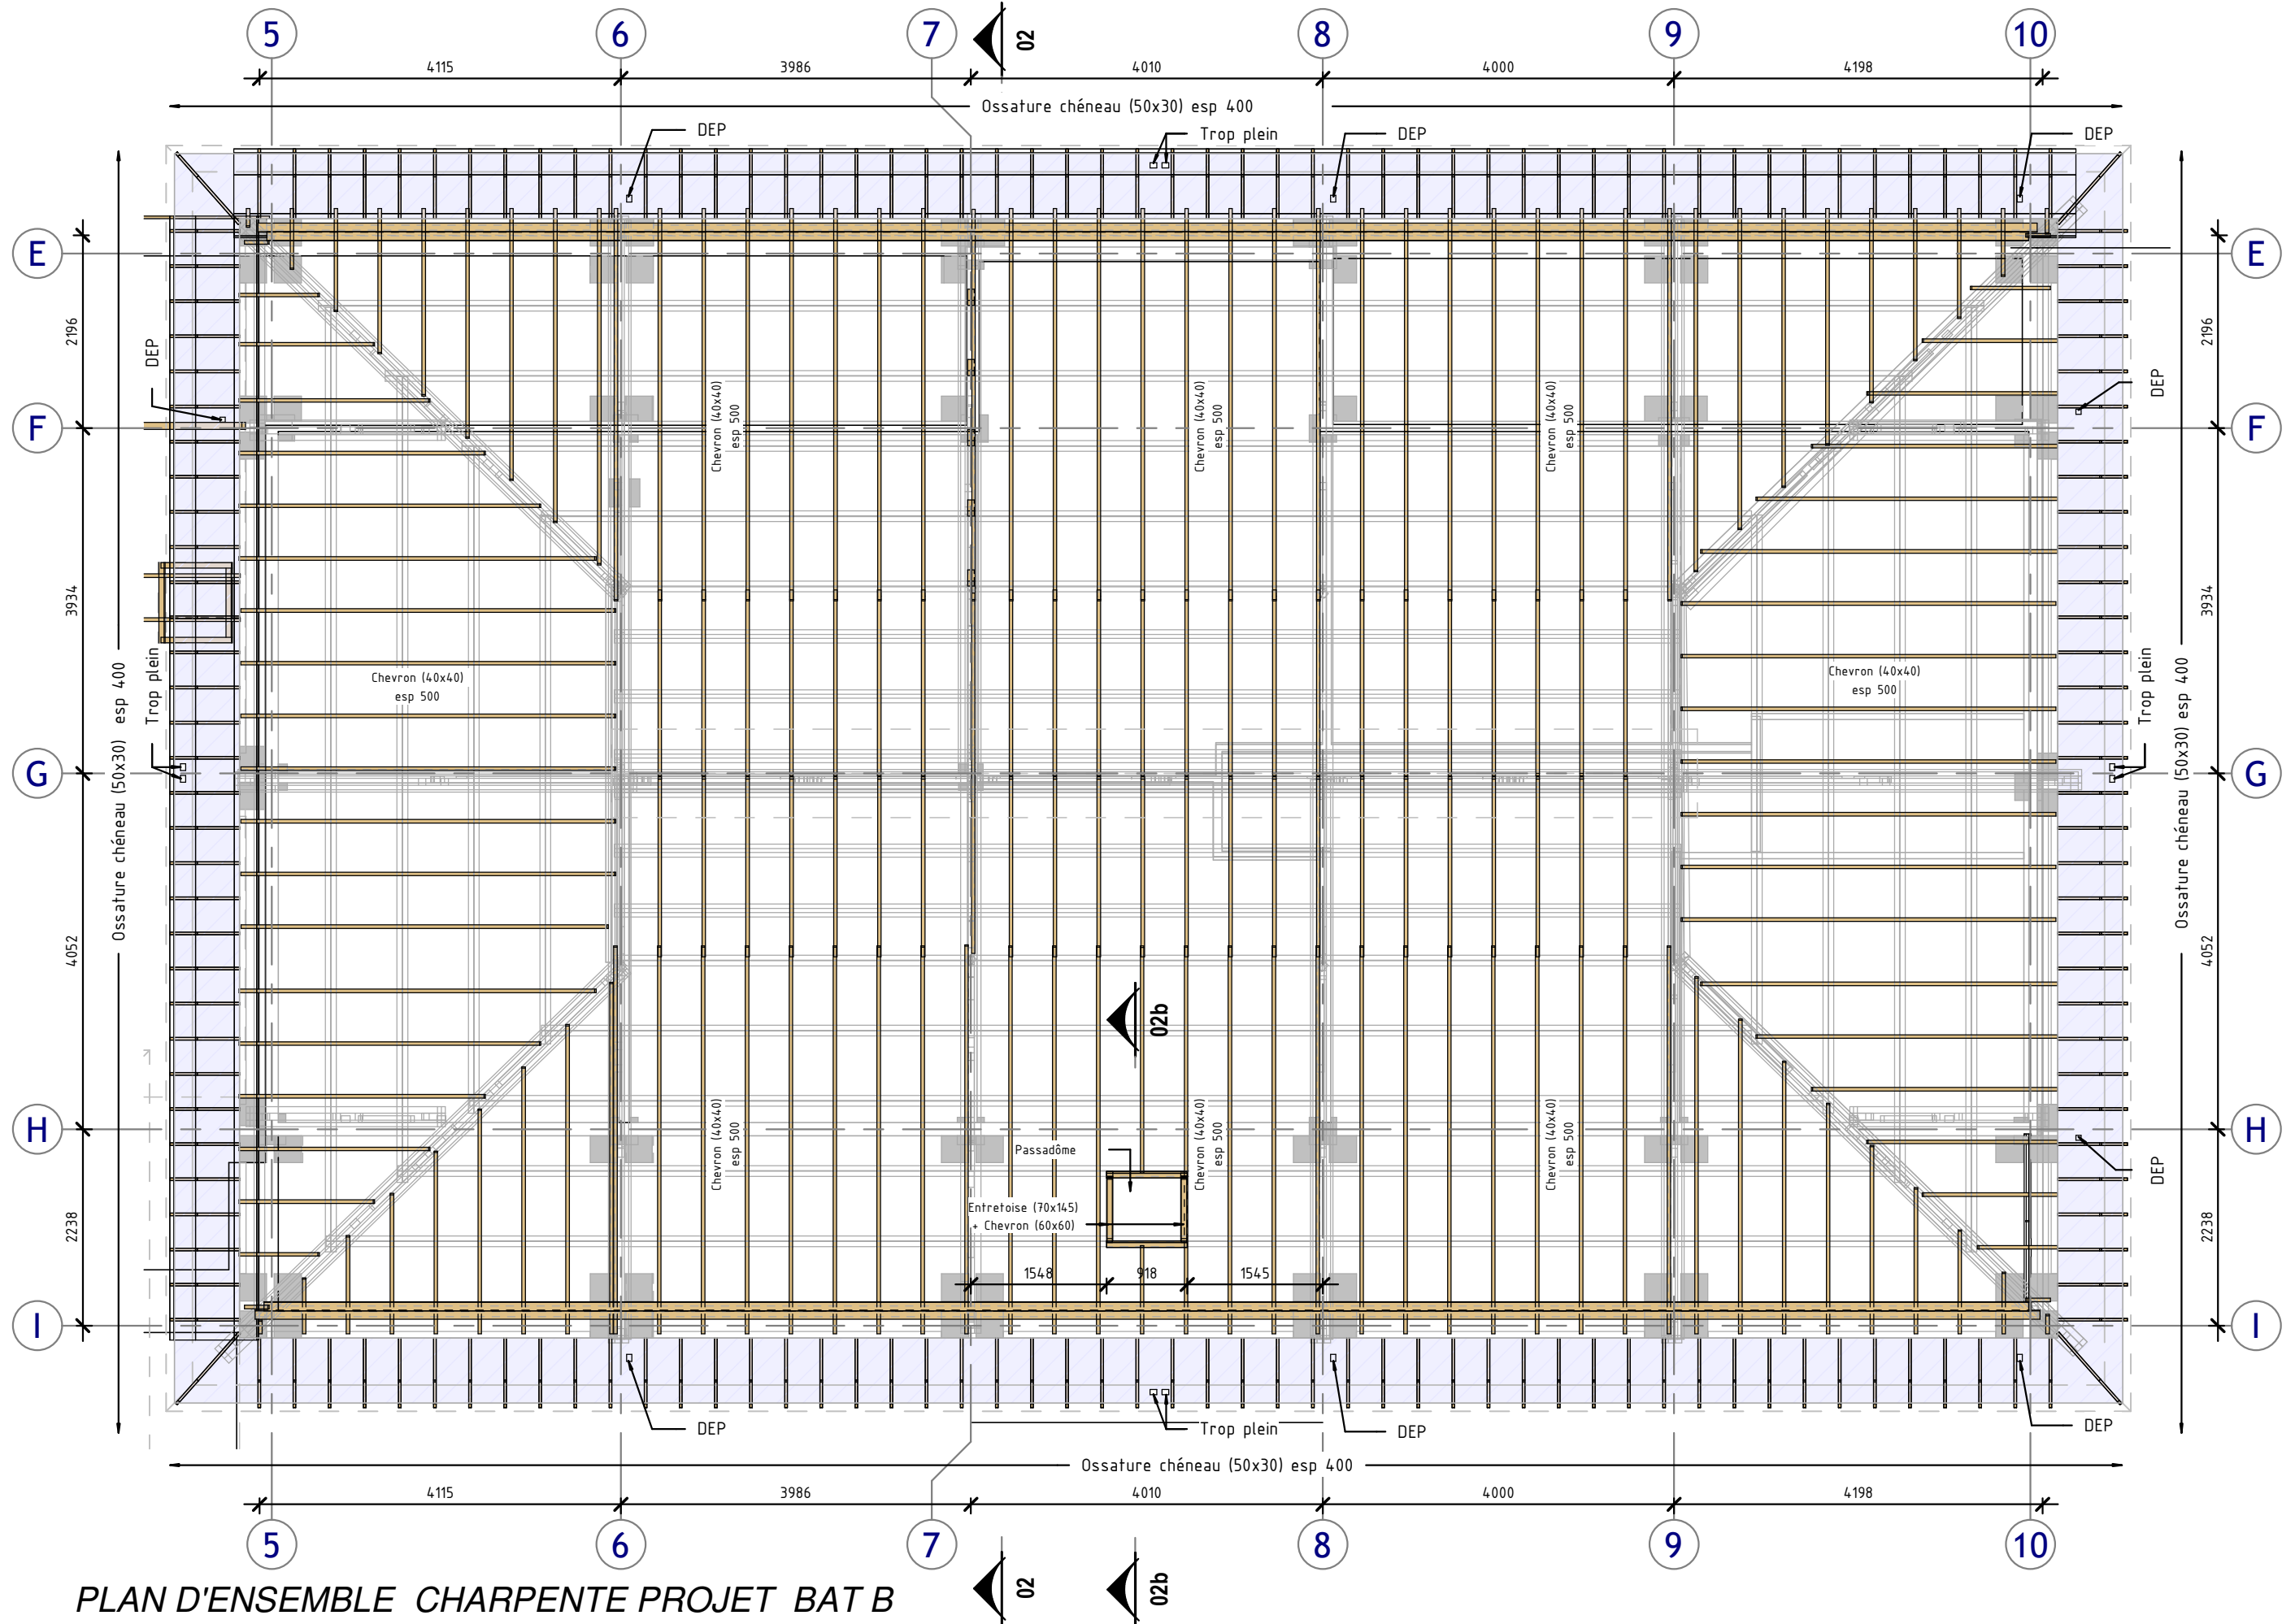 5 6 7 02 8 9 10
4115 3986 4010 4000 4198
Ossature chéneau (50x30) esp 400
DEP Trop plein DEP DEP
E E
2196 2196
DEP DEP
F F
Chevron (40x40)
esp 500
Chevron (40x40)
esp 500
Chevron (40x40)
esp 500
3934 3934
Ossature chéneau (50x30) esp 400
Trop plein
Chevron (40x40)
esp 500
Chevron (40x40)
esp 500
Trop plein
Ossature chéneau (50x30) esp 400
G G
4052 4052
02b
H H
Chevron (40x40)
esp 500
Chevron (40x40)
esp 500
Chevron (40x40)
esp 500
Passadôme
DEP
Entretoise (70x145)
+ Chevron (60x60)
2238 2238
1548 918 1545
I I
DEP Trop plein DEP DEP
Ossature chéneau (50x30) esp 400
4115 3986 4010 4000 4198
5 6 7 8 9 10
02 02b
PLAN D'ENSEMBLE CHARPENTE PROJET BAT B